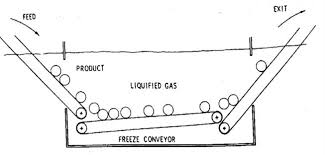 FEED
EXIT
PRODUCT
LIQUIFIED GAS
FREEZE CONVEYOR